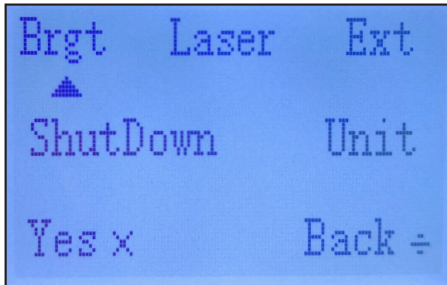 Brgt Laser Ext
ShutDown Unit
Yes × Back ÷